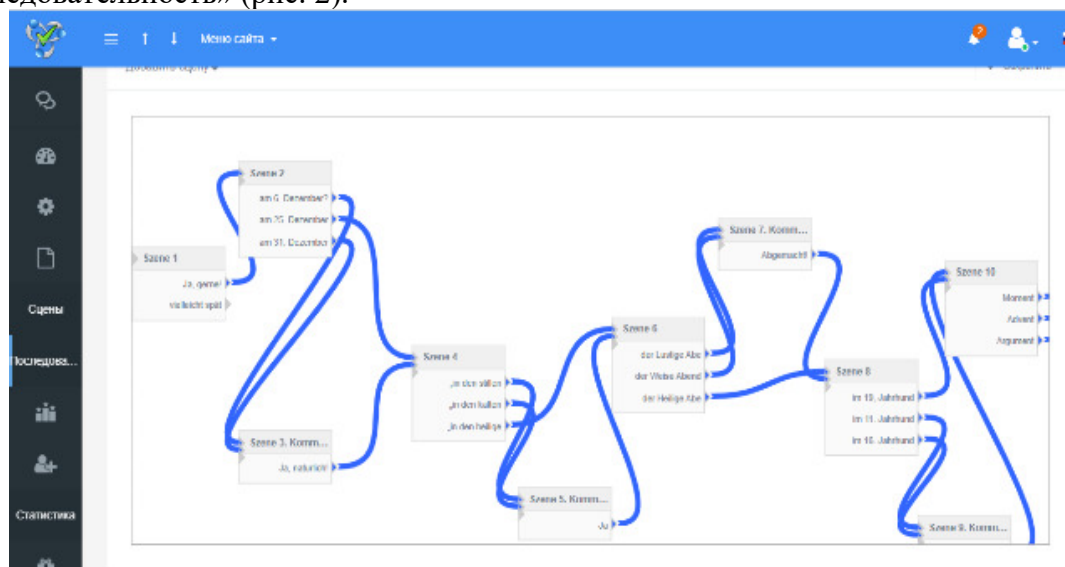 едовательность» (рис. 2).
Меню сайта
2
Szene 2
am 6. Dezember?
am 25. Dezember
am 31. Dezember
Szene 1
Ja, gerne!
vielleicht spät
Сцены
Последова...
Статистика
Szene 4
„in den stillen
„in den kalten
„in den heilige
Szene 3. Komm...
Ja, natürlich!
Szene 5. Komm...
Ja
Szene 6
der Lustige Abe
der Weise Abend
der Heilige Abe
Szene 7. Komm...
Abgemacht!
Szene 8
im 19. Jahrhund
im 11. Jahrhund
im 16. Jahrhund
Szene 10
Moment
Advent
Argument
Szene 9. Komm...